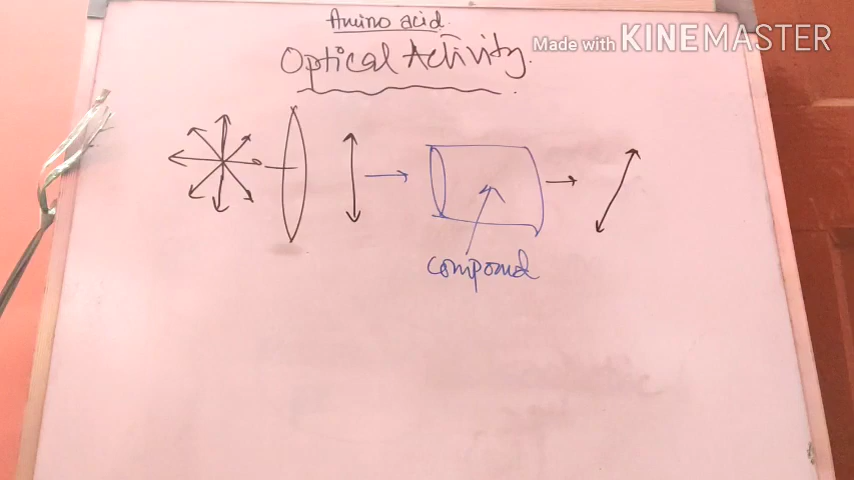 Amino acid.
Made with KINEMASTER
Optical Activity.
compound